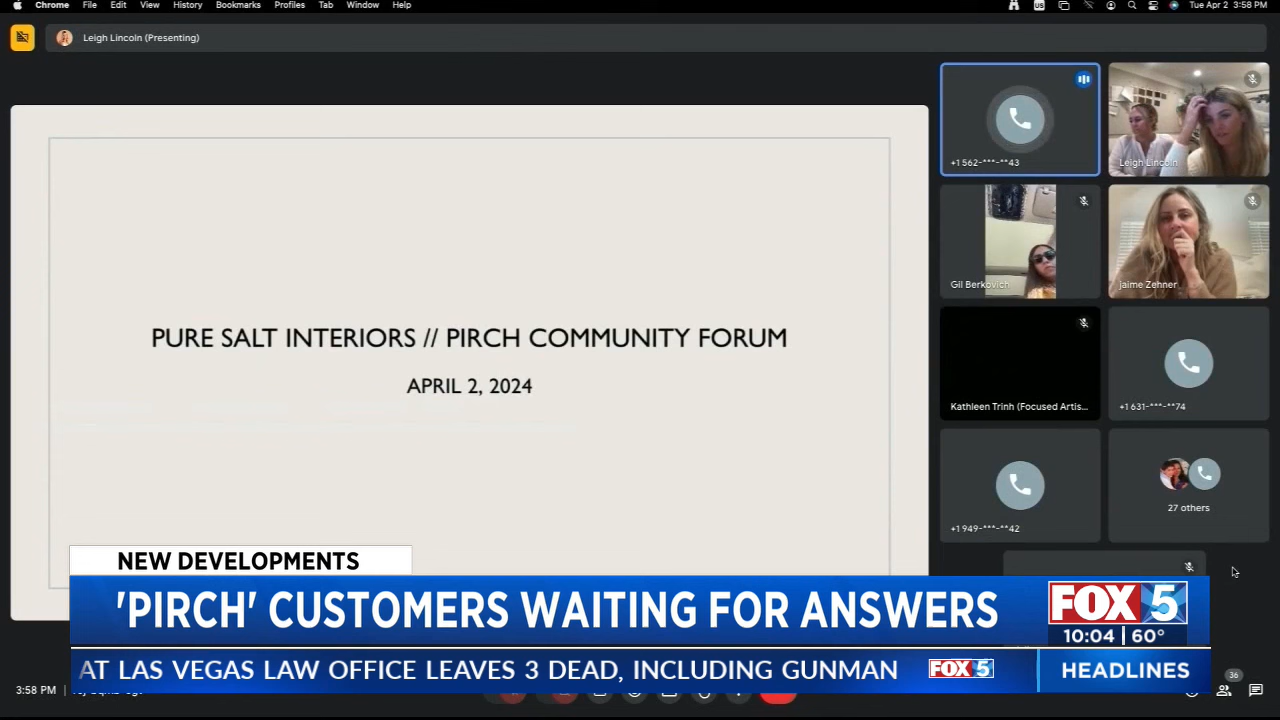 Chrome File Edit View History Bookmarks Profiles Tab Window Help
US
Tue Apr 2 3:58 PM
Leigh Lincoln (Presenting)
+1 562-***-**43
Leigh Lincoln
Gil Berkovich
Jaime Zehner
Kathleen Trinh (Focused Artis...
+1 631-***-**74
+1 949-***-**42
27 others
PURE SALT INTERIORS // PIRCH COMMUNITY FORUM
APRIL 2, 2024
NEW DEVELOPMENTS
'PIRCH' CUSTOMERS WAITING FOR ANSWERS
FOX 5
10:04 | 60°
AT LAS VEGAS LAW OFFICE LEAVES 3 DEAD, INCLUDING GUNMAN
FOX 5
HEADLINES
3:58 PM
36